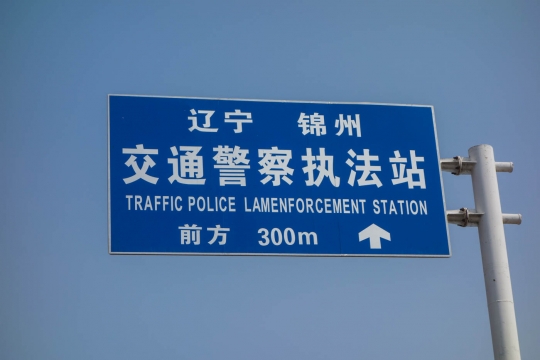 辽宁 锦州
交通警察执法站
TRAFFIC POLICE LAMENFORCEMENT STATION
前方 300m